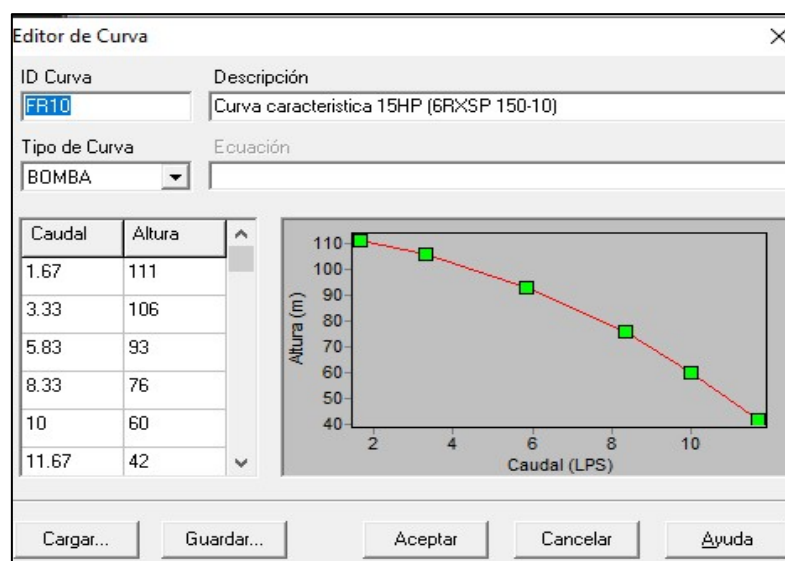 Editor de Curva
ID Curva Descripción
FR10 Curva caracteristica 15HP (6RXSP 150-10)
Tipo de Curva Ecuación
BOMBA
Caudal Altura
1.67 111
3.33 106
5.83 93
8.33 76
10 60
11.67 42
110
100
90
80
70
60
50
40
Altura (m)
2 4 6 8 10
Caudal (LPS)
Cargar... Guardar... Aceptar Cancelar Ayuda